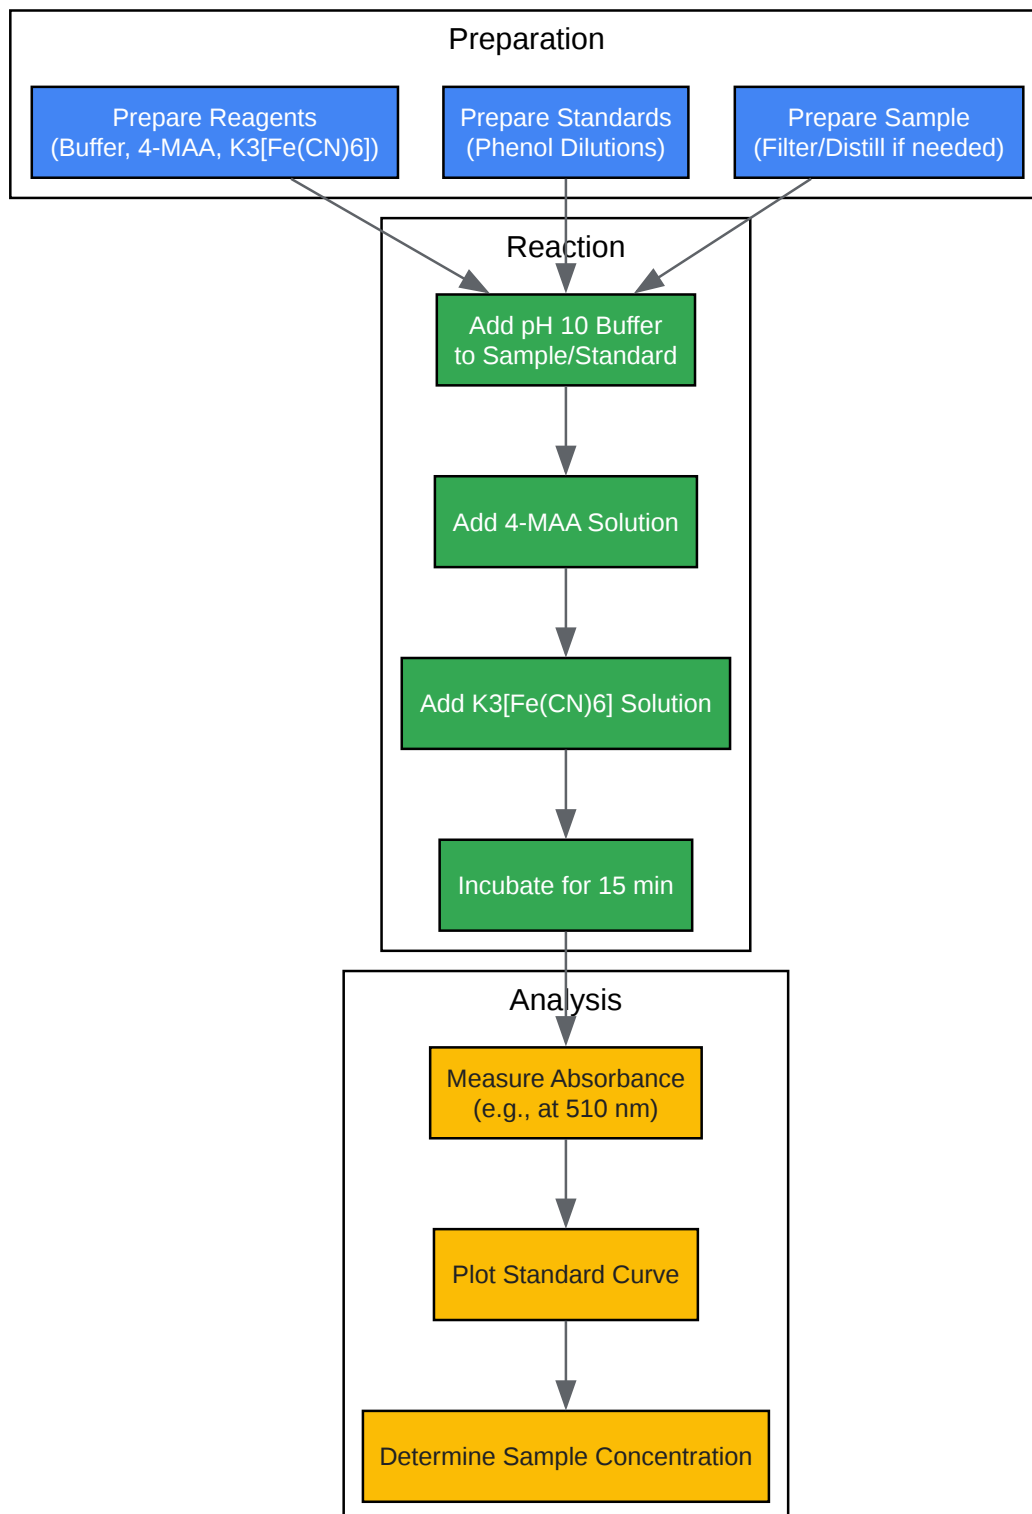 Preparation
Prepare Reagents
(Buffer, 4-MAA, K3[Fe(CN)6])
Prepare Standards
(Phenol Dilutions)
Prepare Sample
(Filter/Distill if needed)
Reaction
Add pH 10 Buffer
to Sample/Standard
Add 4-MAA Solution
Add K3[Fe(CN)6] Solution
Incubate for 15 min
Analysis
Measure Absorbance
(e.g., at 510 nm)
Plot Standard Curve
Determine Sample Concentration